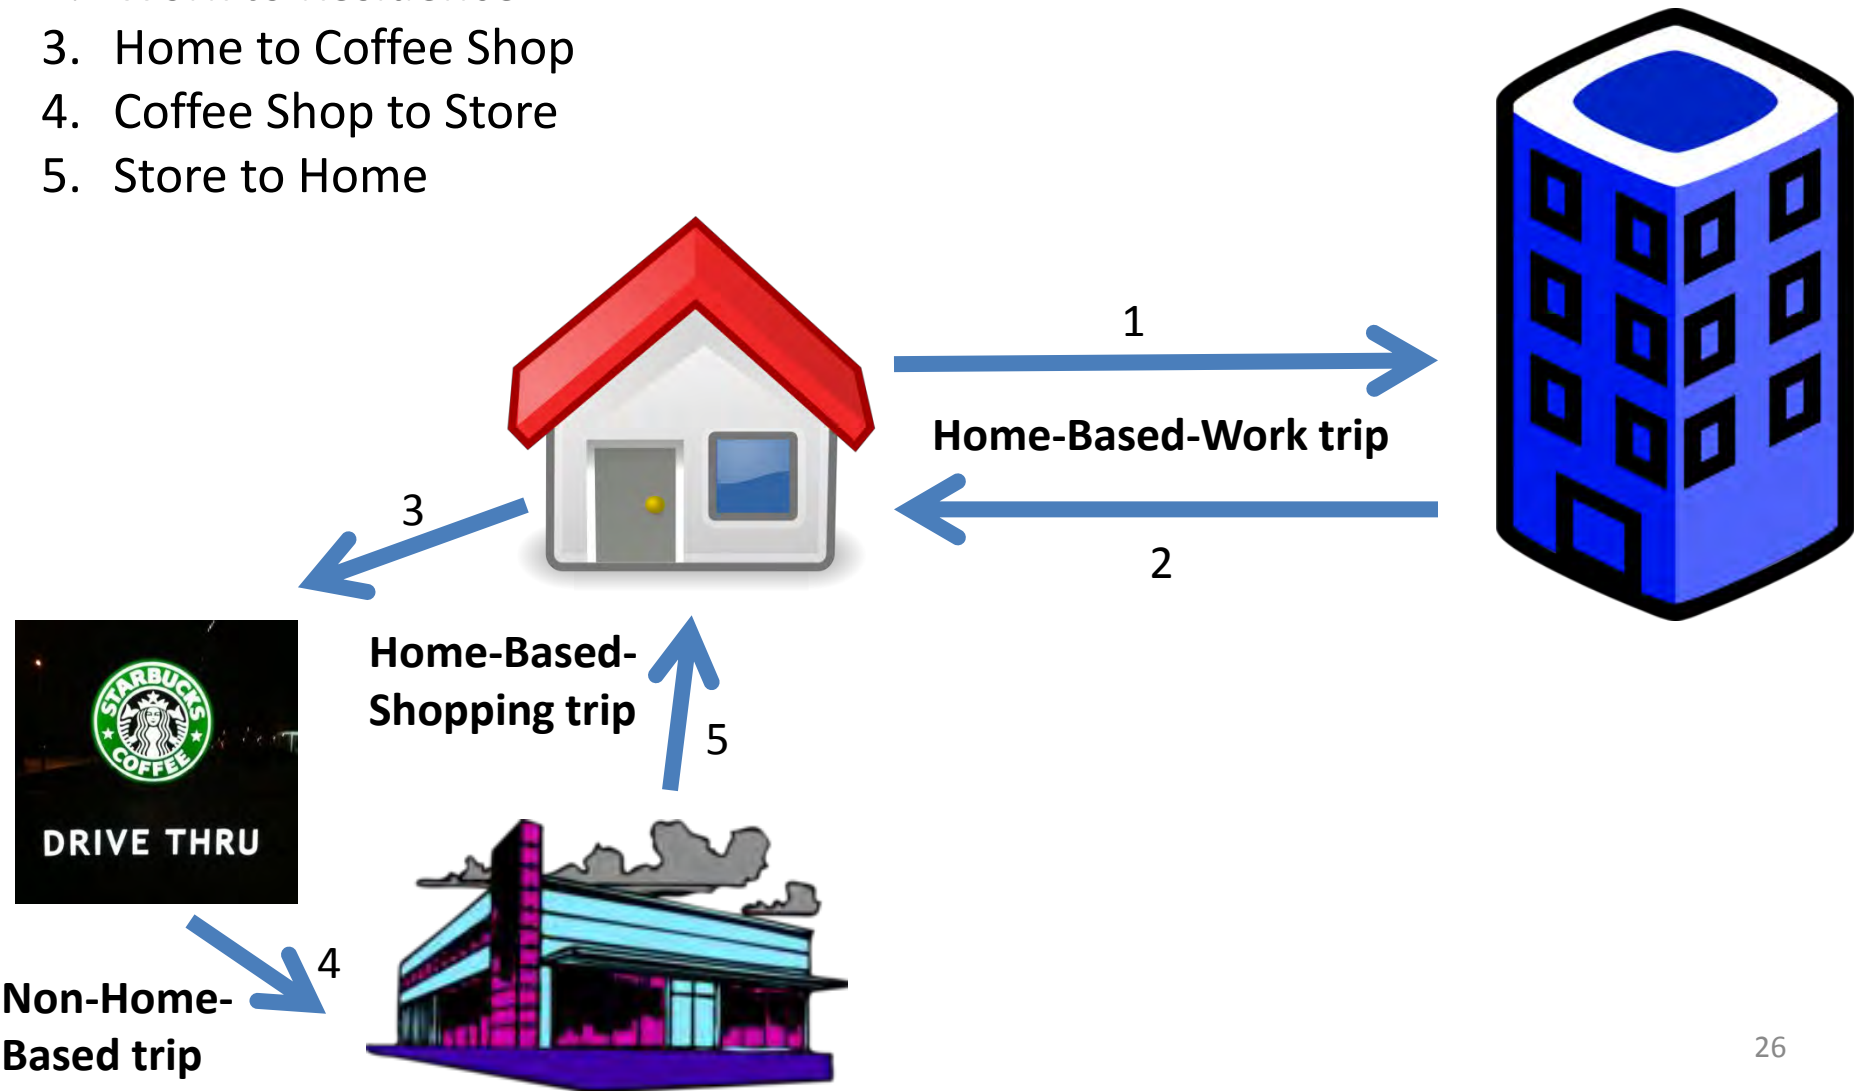 3. Home to Coffee Shop
4. Coffee Shop to Store
5. Store to Home
1
Home-Based-Work trip
2
3
Home-Based-
Shopping trip
5
STARBUCKS
COFFEE
DRIVE THRU
4
Non-Home-
Based trip
26